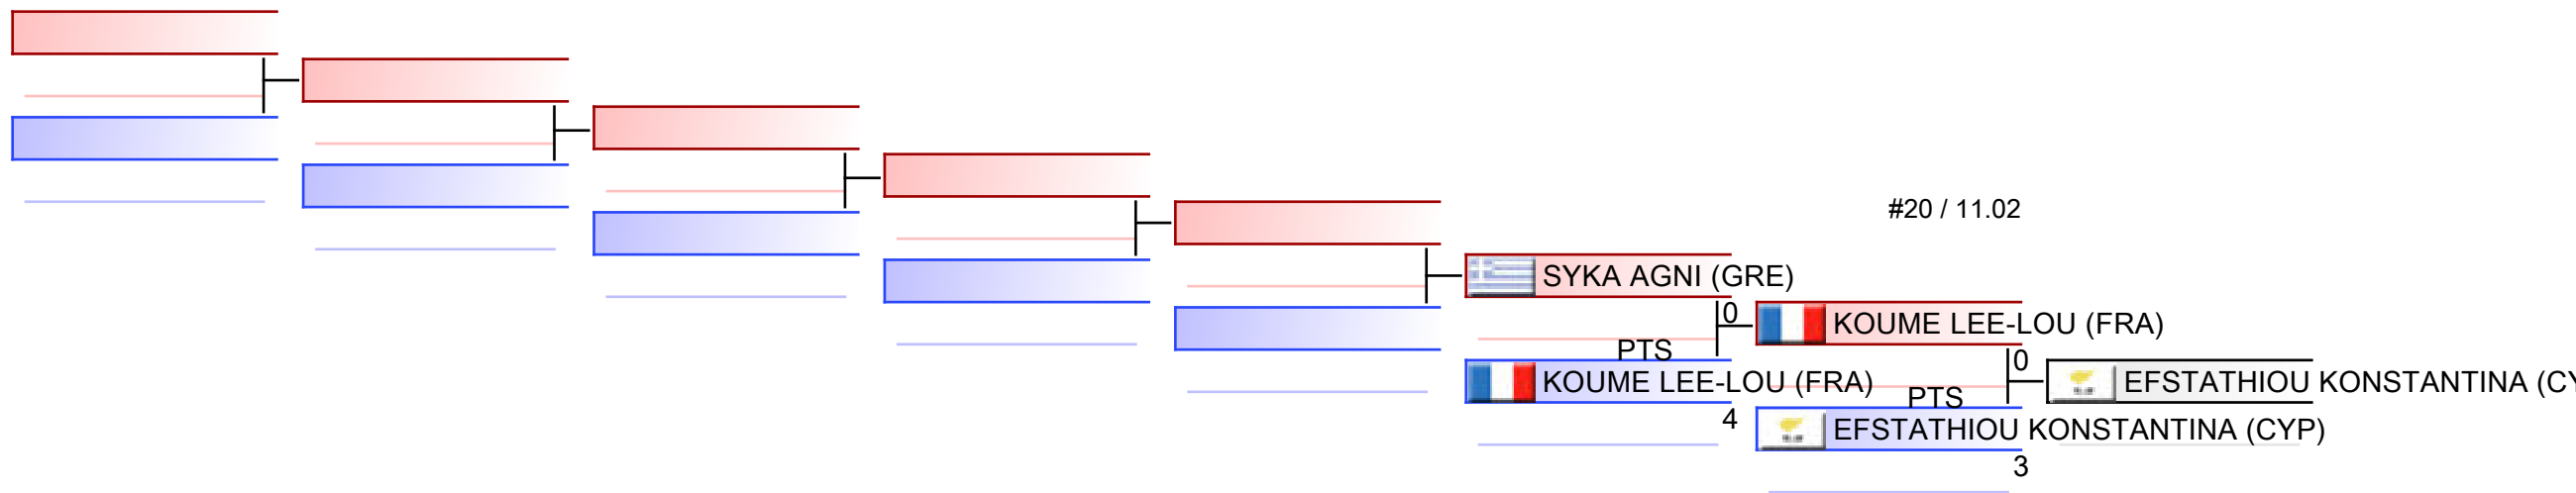 #20 / 11.02
SYKA AGNI (GRE)
0
KOUME LEE-LOU (FRA)
PTS
0
KOUME LEE-LOU (FRA)
EFSTATHIOU KONSTANTINA (CY
PTS
4
EFSTATHIOU KONSTANTINA (CYP)
3